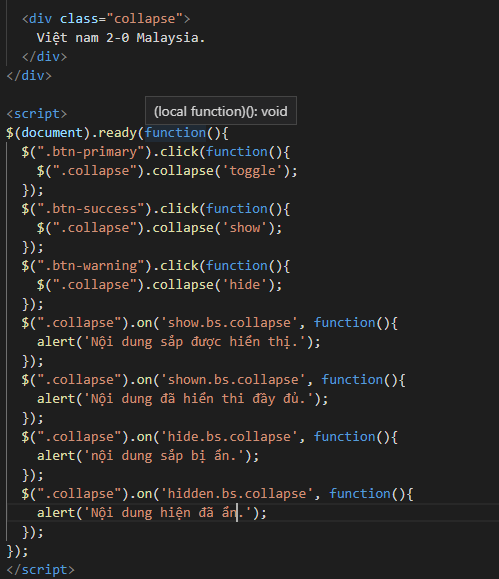 <div class="collapse">
Việt nam 2-0 Malaysia.
</div>
</div>
<script>
(local function)(): void
$(document).ready(function(){
$(".btn-primary").click(function(){
$(".collapse").collapse('toggle');
});
$(".btn-success").click(function(){
$(".collapse").collapse('show');
});
$(".btn-warning").click(function(){
$(".collapse").collapse('hide');
});
$(".collapse").on('show.bs.collapse', function(){
alert('Nội dung sắp được hiển thị.');
});
$(".collapse").on('shown.bs.collapse', function(){
alert('Nội dung đã hiển thi đầy đủ.');
});
$(".collapse").on('hide.bs.collapse', function(){
alert('nội dung sắp bị ẩn.');
});
$(".collapse").on('hidden.bs.collapse', function(){
alert('Nội dung hiện đã ẩn.');
});
});
</script>